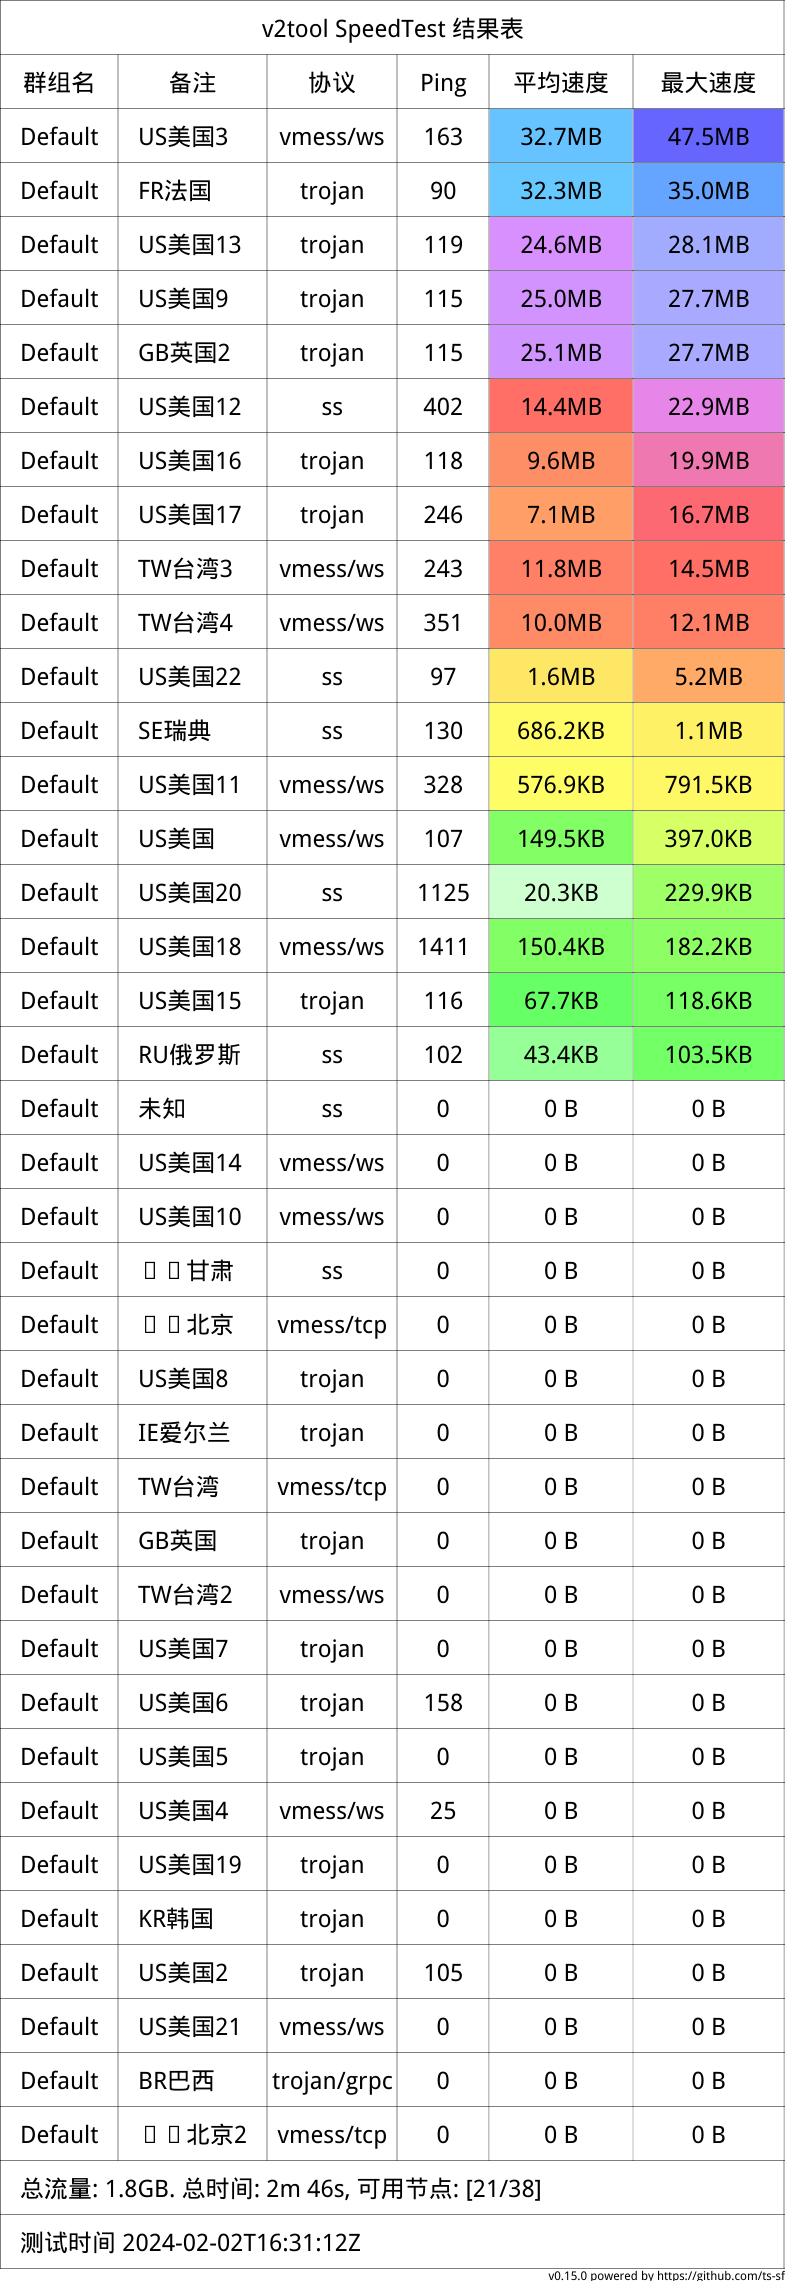 v2tool SpeedTest 结果表
群组名 备注 协议 Ping 平均速度 最大速度
Default US美国3 vmess/ws 163 32.7MB 47.5MB
Default FR法国 trojan 90 32.3MB 35.0MB
Default US美国13 trojan 119 24.6MB 28.1MB
Default US美国9 trojan 115 25.0MB 27.7MB
Default GB英国2 trojan 115 25.1MB 27.7MB
Default US美国12 ss 402 14.4MB 22.9MB
Default US美国16 trojan 118 9.6MB 19.9MB
Default US美国17 trojan 246 7.1MB 16.7MB
Default TW台湾3 vmess/ws 243 11.8MB 14.5MB
Default TW台湾4 vmess/ws 351 10.0MB 12.1MB
Default US美国22 ss 97 1.6MB 5.2MB
Default SE瑞典 ss 130 686.2KB 1.1MB
Default US美国11 vmess/ws 328 576.9KB 791.5KB
Default US美国 vmess/ws 107 149.5KB 397.0KB
Default US美国20 ss 1125 20.3KB 229.9KB
Default US美国18 vmess/ws 1411 150.4KB 182.2KB
Default US美国15 trojan 116 67.7KB 118.6KB
Default RU俄罗斯 ss 102 43.4KB 103.5KB
Default 未知 ss 0 0 B 0 B
Default US美国14 vmess/ws 0 0 B 0 B
Default US美国10 vmess/ws 0 0 B 0 B
Default 甘肃 ss 0 0 B 0 B
Default 北京 vmess/tcp 0 0 B 0 B
Default US美国8 trojan 0 0 B 0 B
Default IE爱尔兰 trojan 0 0 B 0 B
Default TW台湾 vmess/tcp 0 0 B 0 B
Default GB英国 trojan 0 0 B 0 B
Default TW台湾2 vmess/ws 0 0 B 0 B
Default US美国7 trojan 0 0 B 0 B
Default US美国6 trojan 158 0 B 0 B
Default US美国5 trojan 0 0 B 0 B
Default US美国4 vmess/ws 25 0 B 0 B
Default US美国19 trojan 0 0 B 0 B
Default KR韩国 trojan 0 0 B 0 B
Default US美国2 trojan 105 0 B 0 B
Default US美国21 vmess/ws 0 0 B 0 B
Default BR巴西 trojan/grpc 0 0 B 0 B
Default 北京2 vmess/tcp 0 0 B 0 B
总流量: 1.8GB. 总时间: 2m 46s, 可用节点: [21/38]
测试时间 2024-02-02T16:31:12Z
v0.15.0 powered by https://github.com/ts-sf